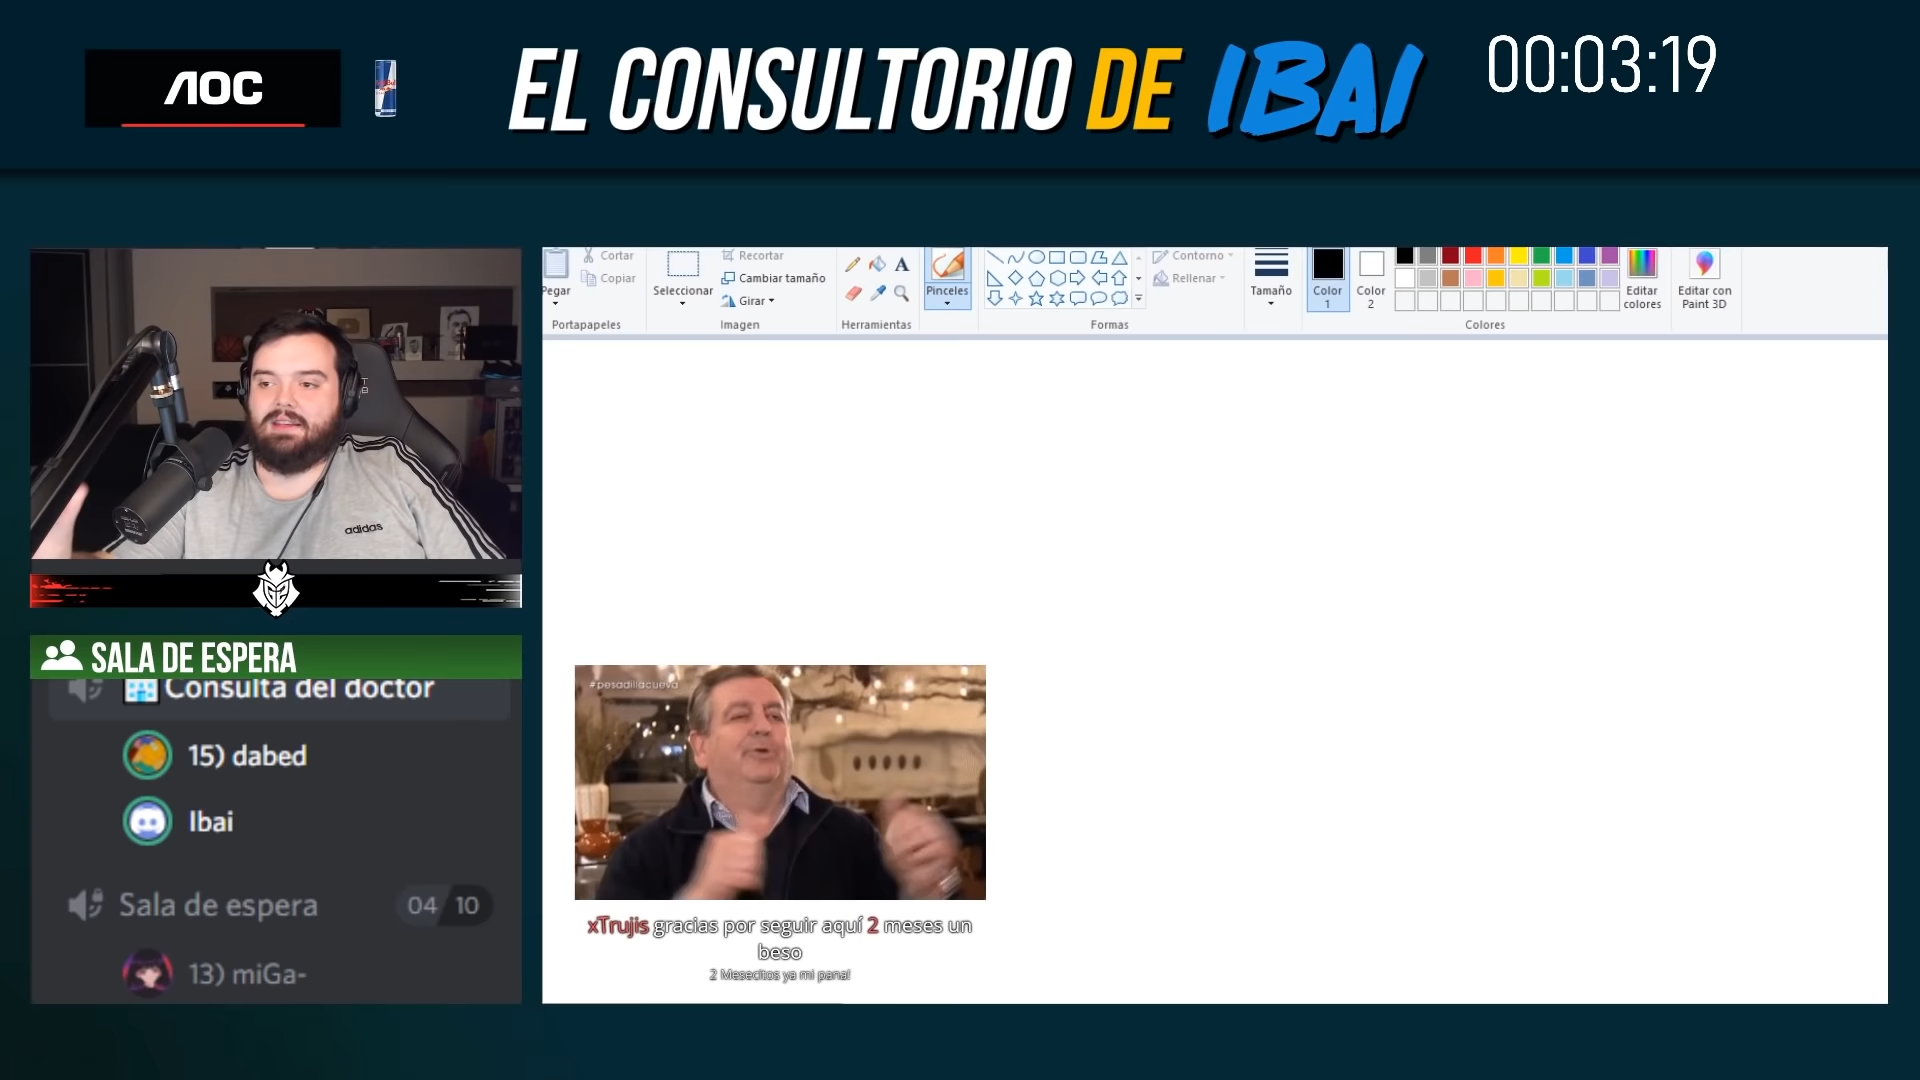 AOC
EL CONSULTORIO DE IBAI
00:03:19
adidas
SALA DE ESPERA
Consulta del doctor
15) dabed
Ibai
Sala de espera
04 10
13) miGa-
Pegar
Cortar
Copiar
Portapapeles
Seleccionar
Recortar
Cambiar tamaño
Girar
Imagen
A
Herramientas
Pinceles
Formas
Contorno
Rellenar
Tamaño
Color
1
Color
2
Colores
Editar
colores
Editar con
Paint 3D
#pesadillacueva
xTrujis gracias por seguir aquí 2 meses un
beso
2 Mesecitos ya mi pana!